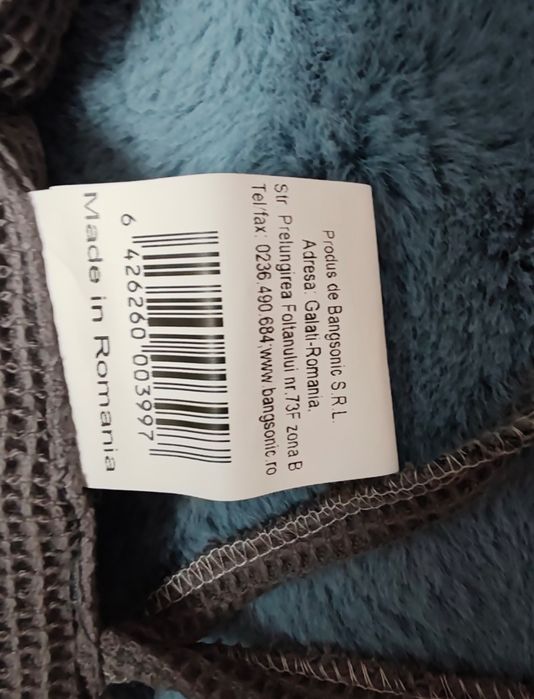 Produs de Bangsonic S.R.L.
Adresa: Galati-Romania.
Str Prelungirea Foltanului nr.73F zona B
Tel/fax: 0236.490.684;www.bangsonic.ro
6 426260 003997
Made in Romania